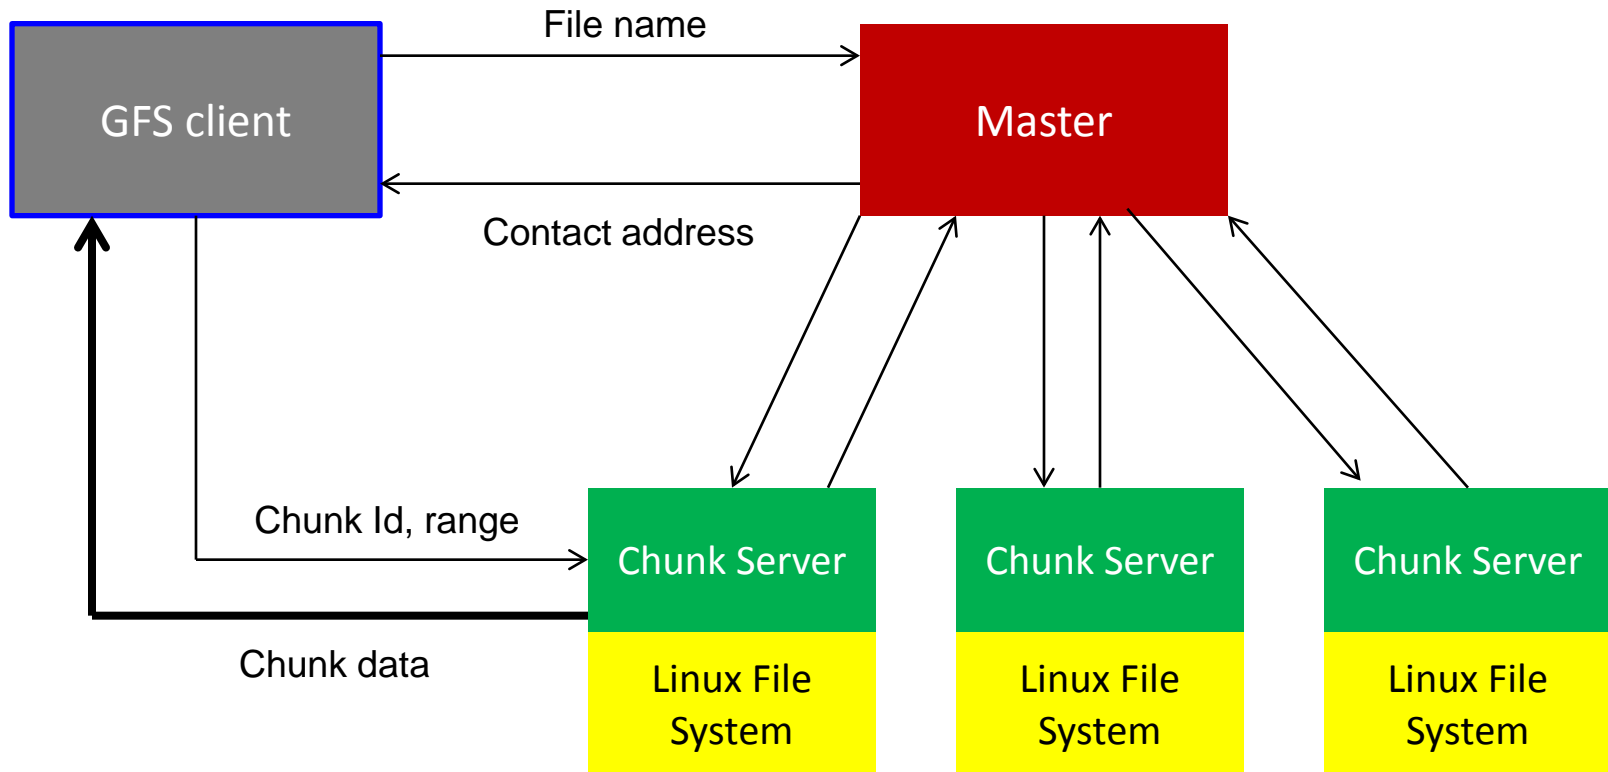 File name
GFS client
Master
Contact address
Chunk Id, range
Chunk Server
Chunk Server
Chunk Server
Chunk data
Linux File
System
Linux File
System
Linux File
System